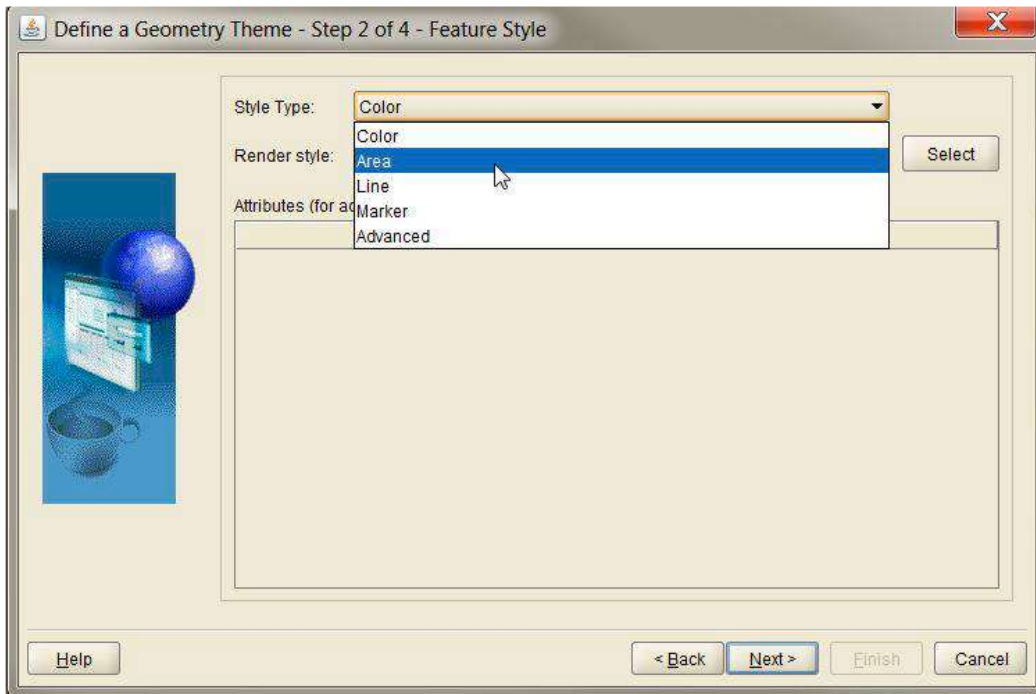 Define a Geometry Theme - Step 2 of 4 - Feature Style
Style Type: Color
Color
Render style: Area Select
Line
Attributes (for ad
Marker
Advanced
Help < Back Next > Finish Cancel